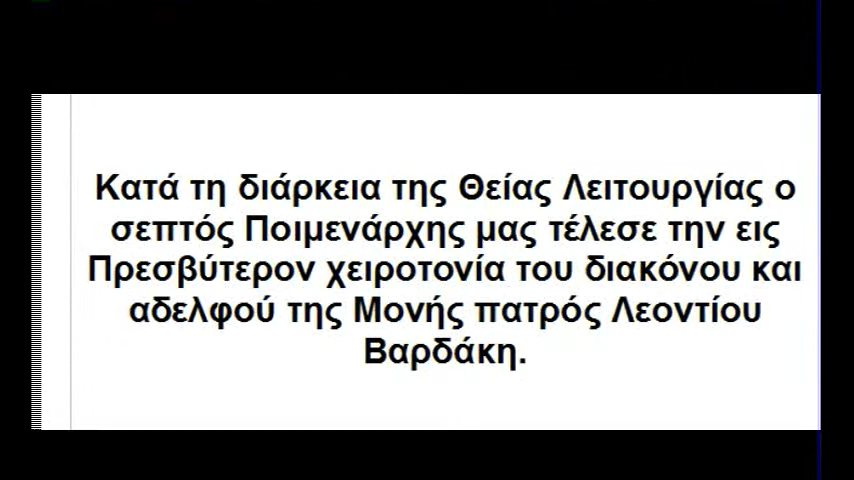 Κατά τη διάρκεια της Θείας Λειτουργίας ο
σεπτός Ποιμενάρχης μας τέλεσε την εις
Πρεσβύτερον χειροτονία του διακόνου και
αδελφού της Μονής πατρός Λεοντίου
Βαρδάκη.